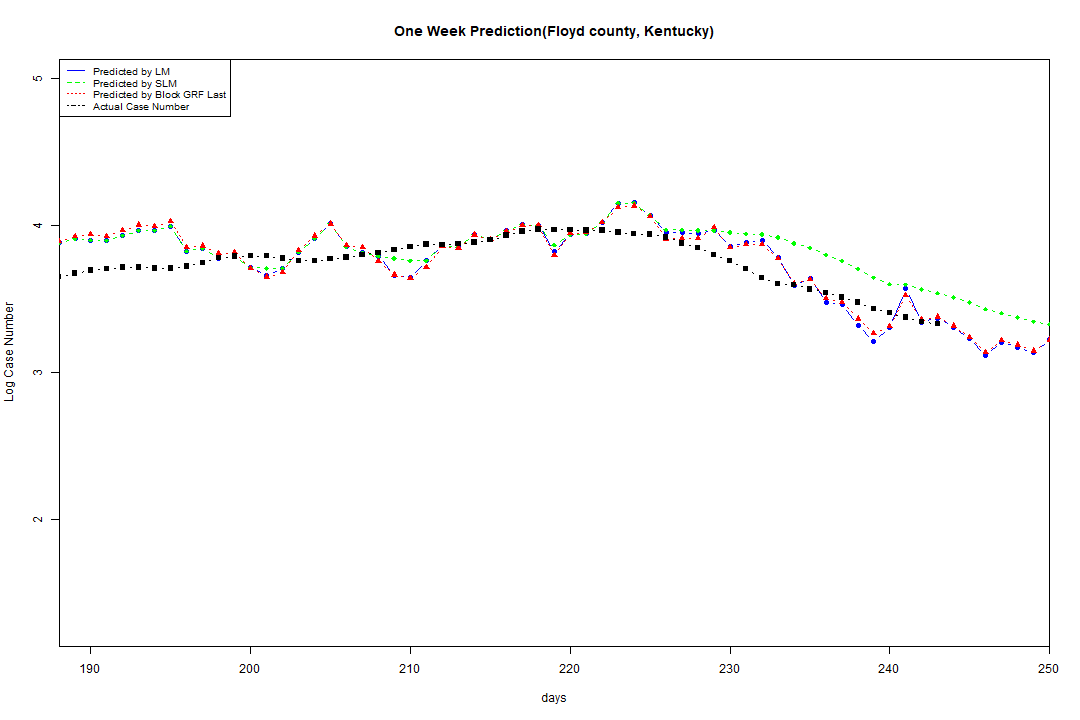 One Week Prediction(Floyd county, Kentucky)
Predicted by LM
Predicted by SLM
Predicted by Block GRF Last
Actual Case Number
5
4
3
2
Log Case Number
190 200 210 220 230 240 250
days